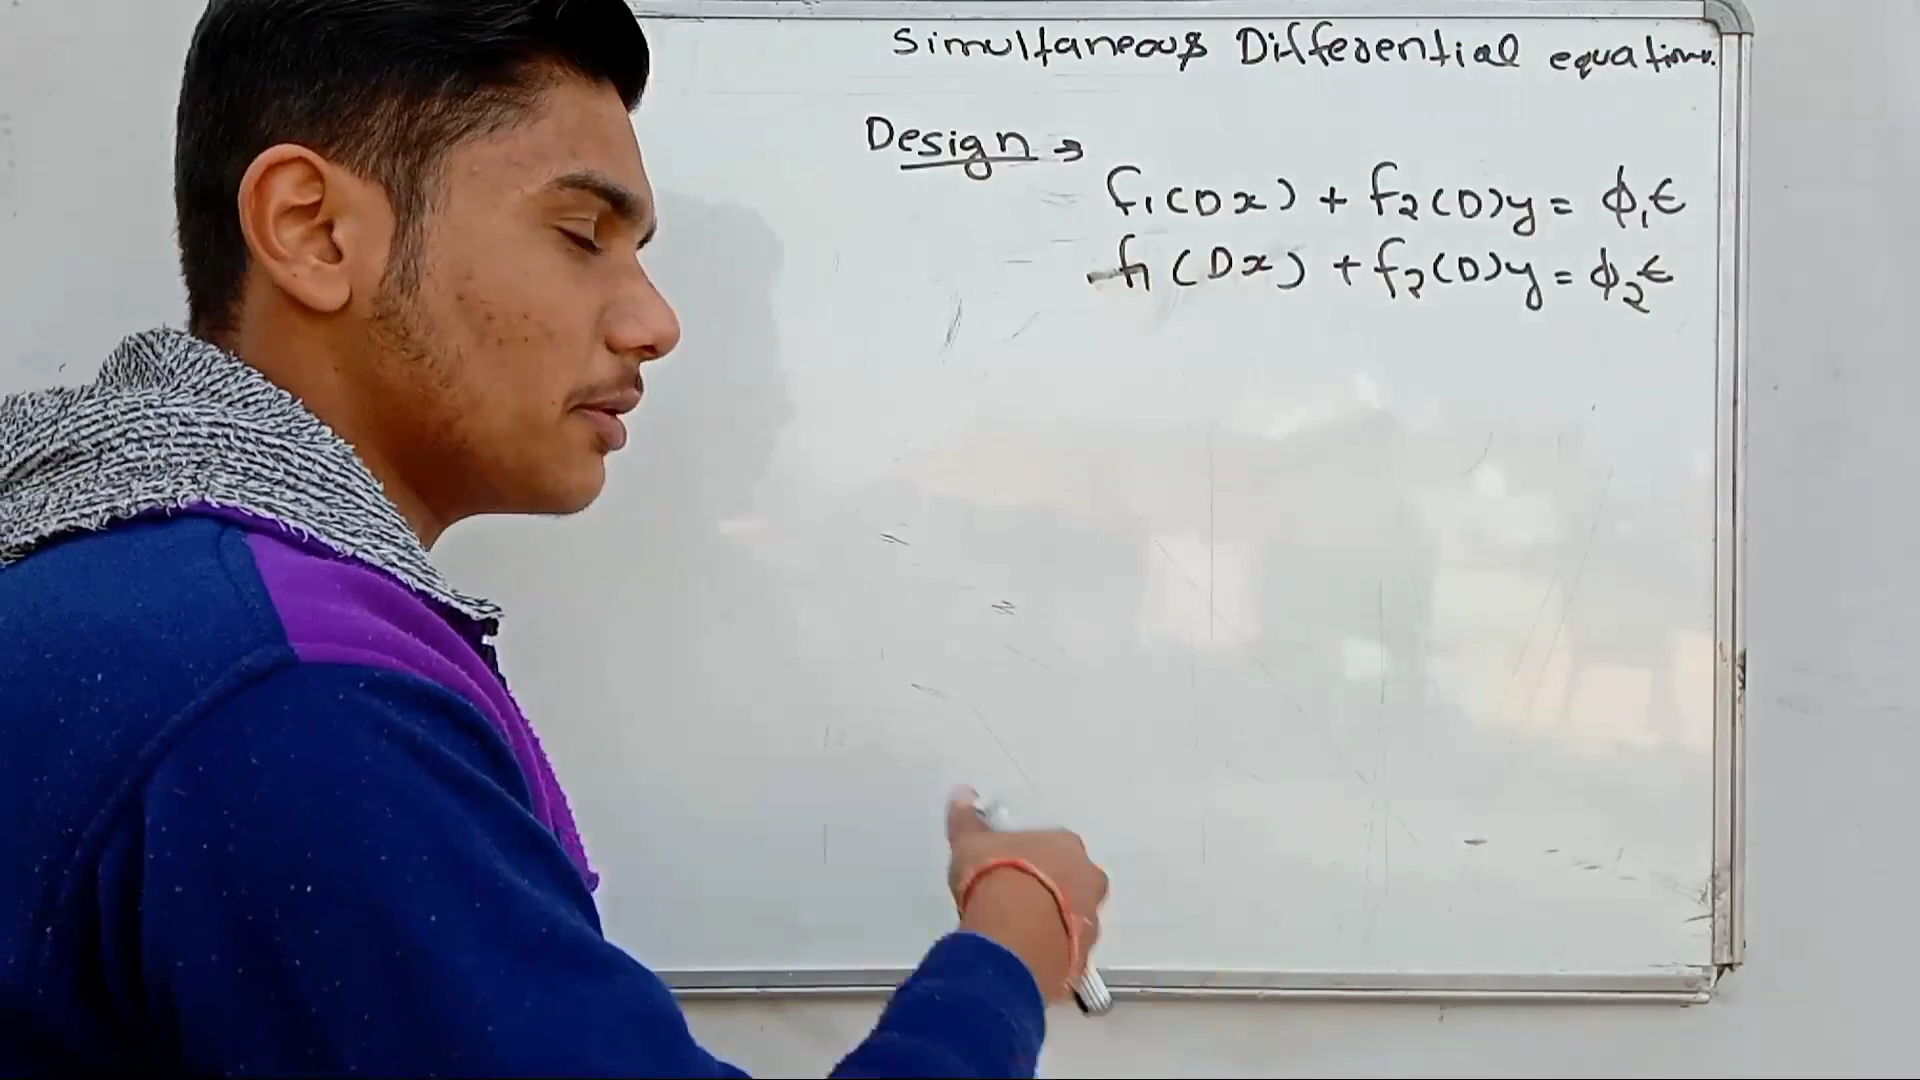 Simultaneous Differential equations.
Design →
f₁(Dx) + f₂(D)y = ϕ₁t
f₁(Dx) + f₂(D)y = ϕ₂t